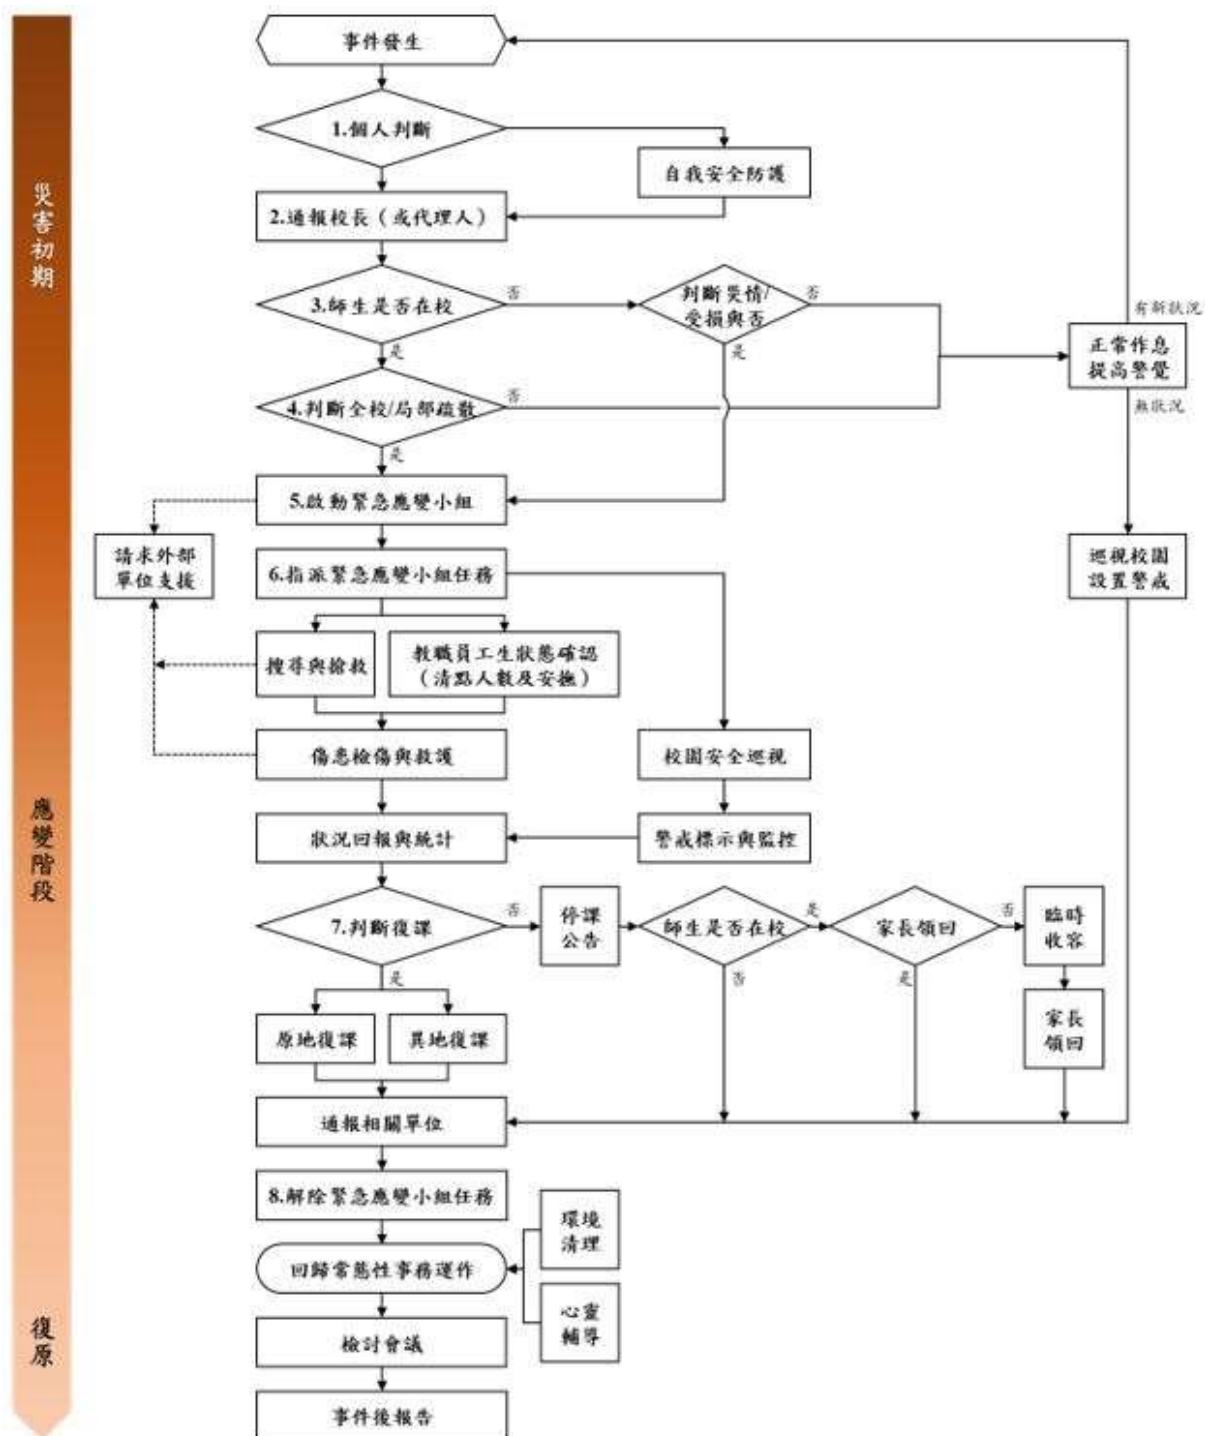 災害初期
應變階段
復原
事件發生
1.個人判斷
自我安全防護
2.通報校長（或代理人）
3.師生是否在校
否
判斷災情/
受損與否
否
有新狀況
是
是
正常作息
提高警覺
4.判斷全校/局部疏散
否
無狀況
是
5.啟動緊急應變小組
請求外部
單位支援
6.指派緊急應變小組任務
巡視校園
設置警戒
搜尋與搶救
教職員工生狀態確認
（清點人數及安撫）
傷患檢傷與救護
校園安全巡視
狀況回報與統計
警戒標示與監控
7.判斷復課
否
停課
公告
師生是否在校
是
家長領回
否
臨時
收容
是
否
是
原地復課
異地復課
家長
領回
通報相關單位
8.解除緊急應變小組任務
環境
清理
回歸常態性事務運作
心靈
輔導
檢討會議
事件後報告